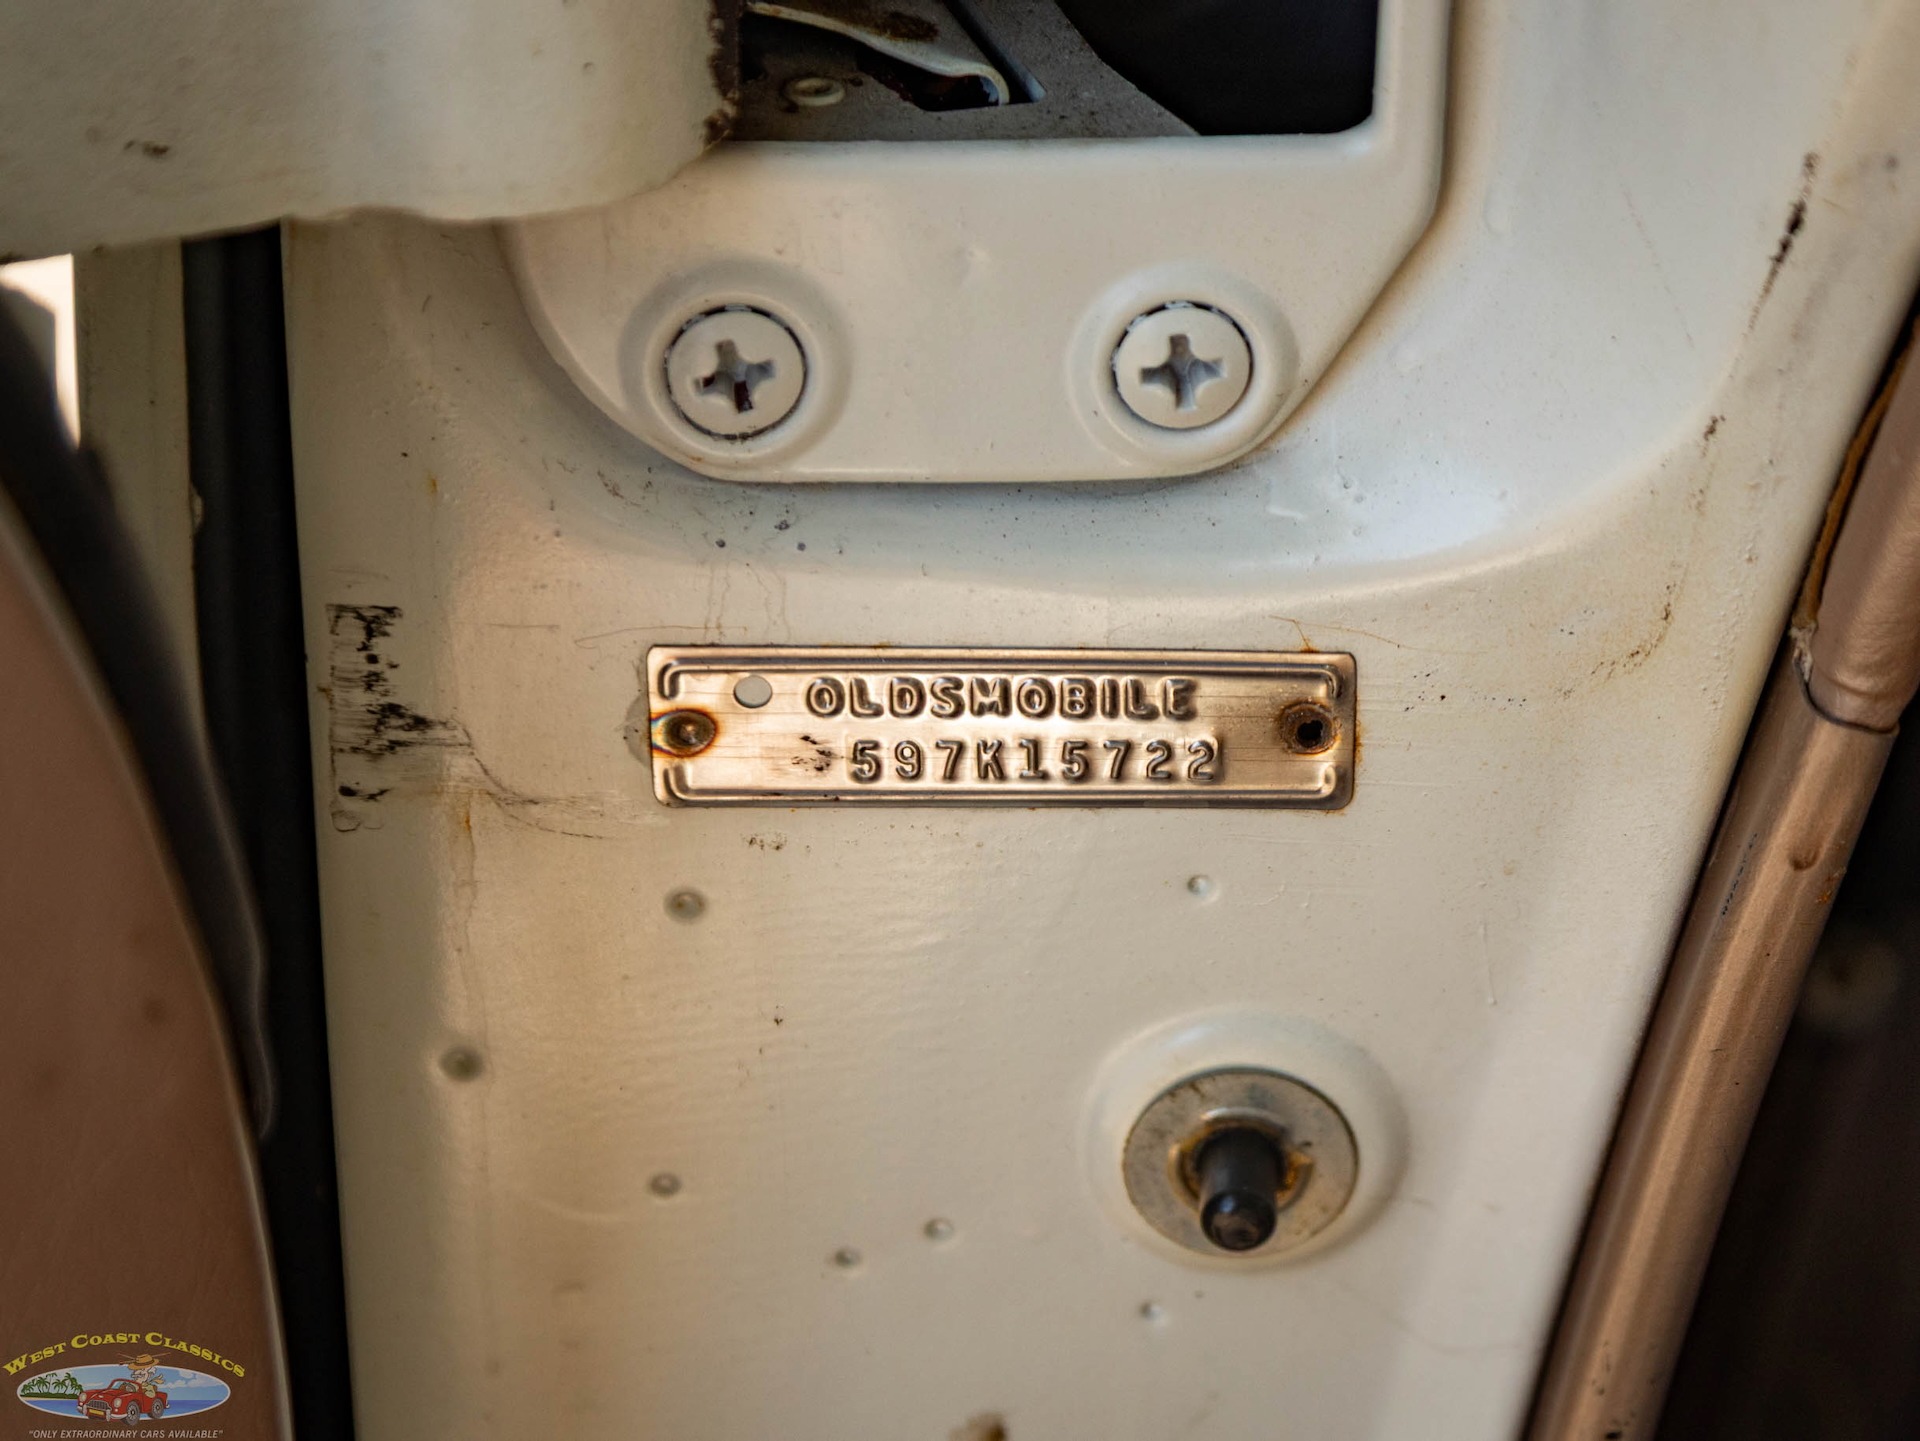 OLDSMOBILE
597K15722
WEST COAST CLASSICS
"ONLY EXTRAORDINARY CARS AVAILABLE"